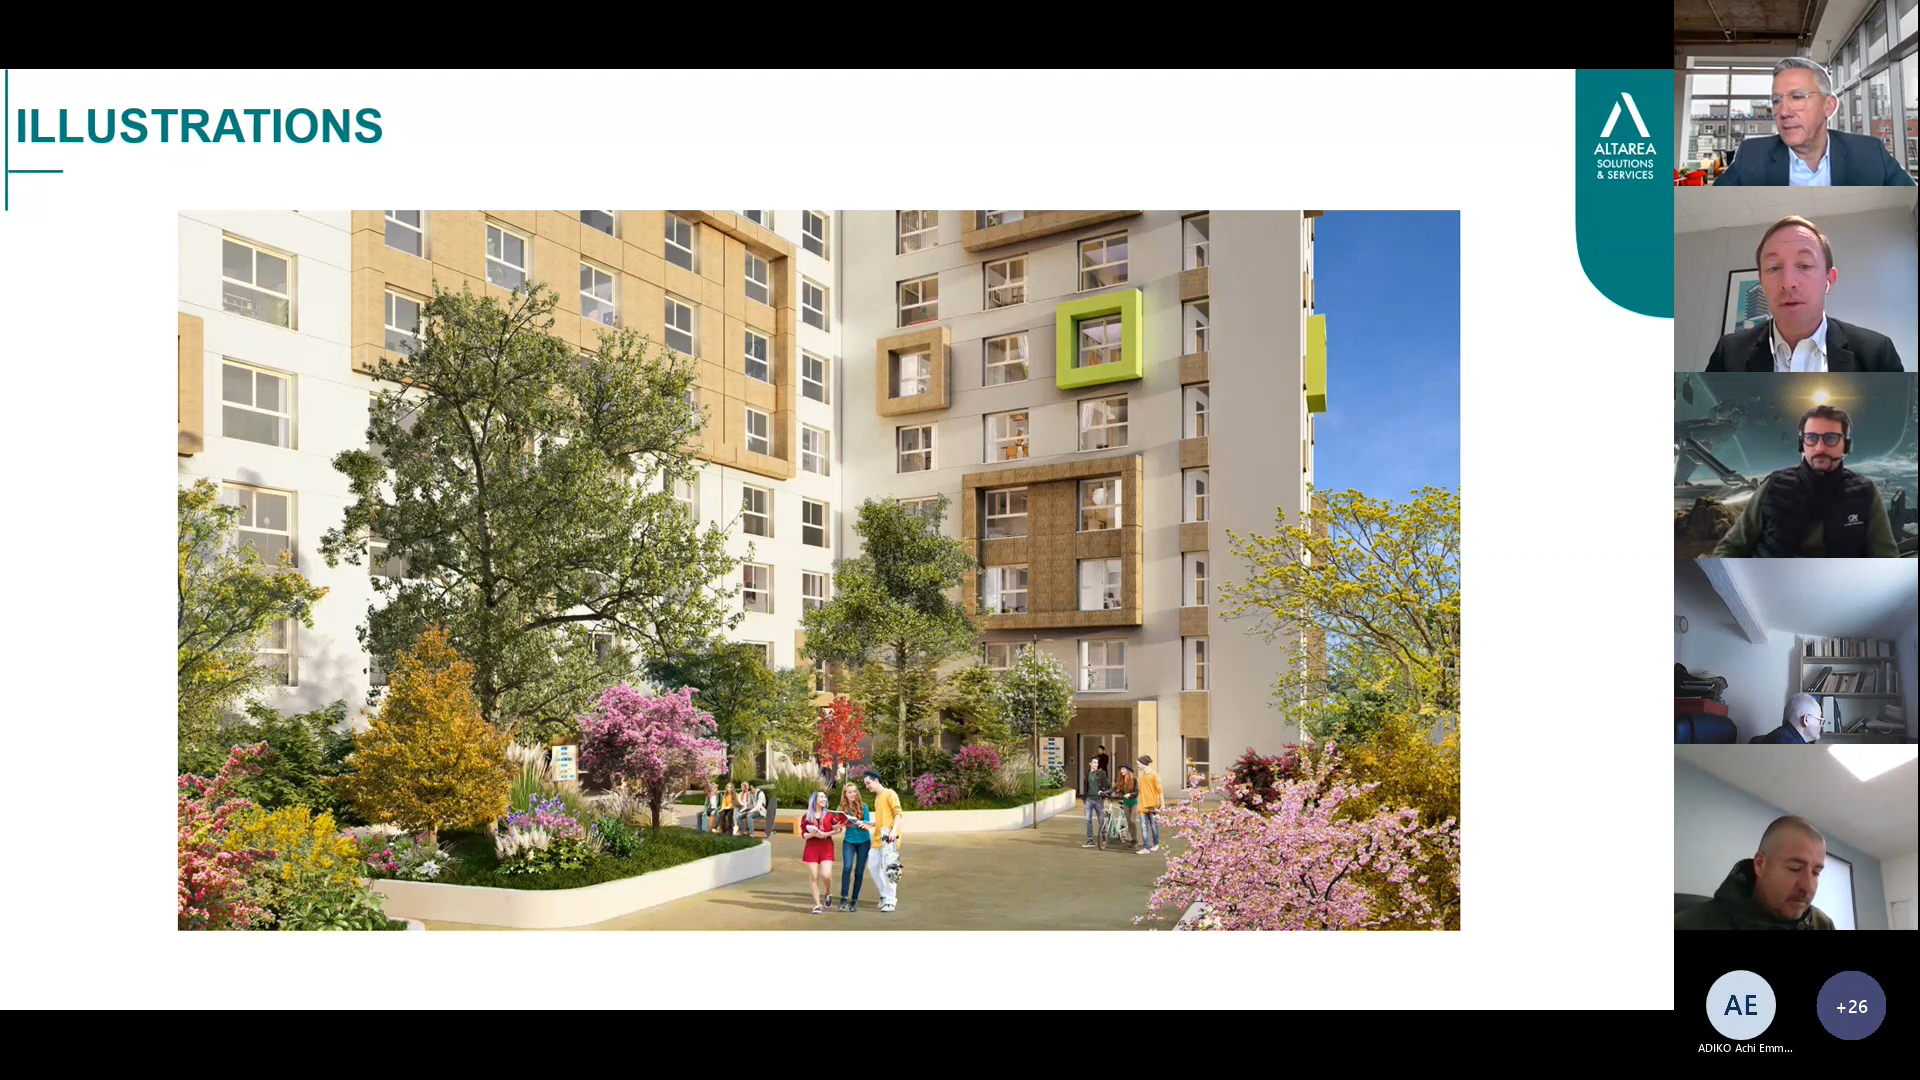 ILLUSTRATIONS
ALTAREA
SOLUTIONS
& SERVICES
AE
+26
ADIKO Achi Emm...